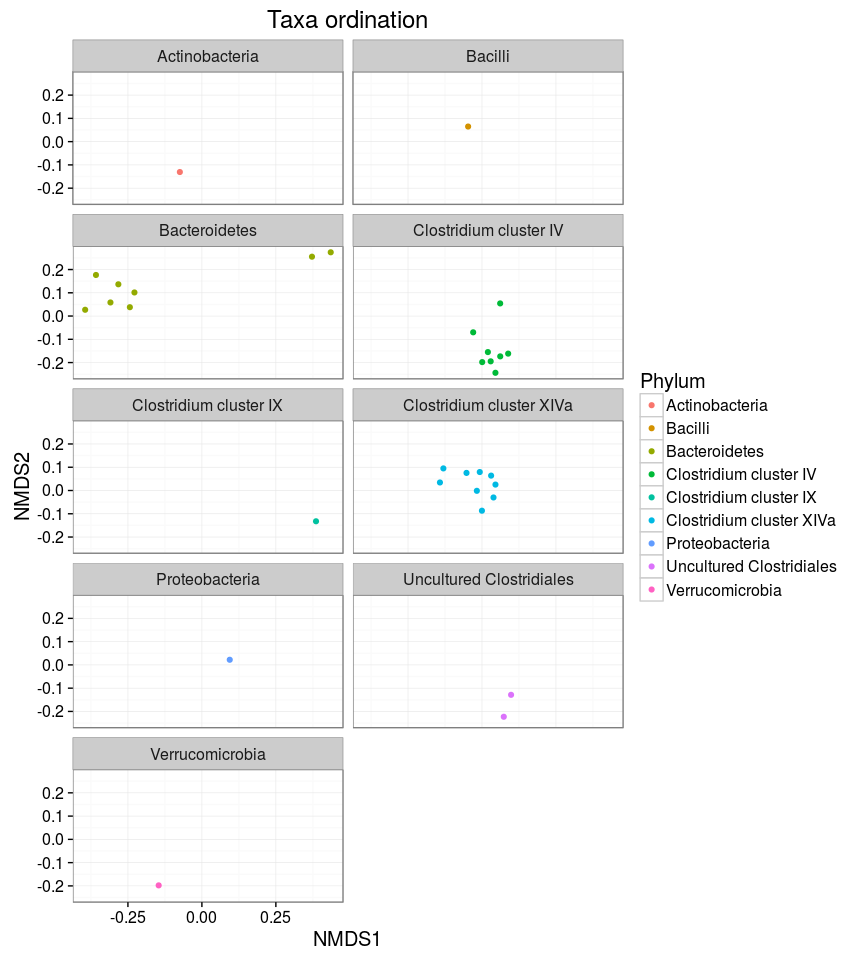 Taxa ordination
Actinobacteria
Bacilli
0.2
0.1
0.0
-0.1
-0.2
Bacteroidetes
Clostridium cluster IV
0.2
0.1
0.0
-0.1
-0.2
Clostridium cluster IX
Clostridium cluster XIVa
0.2
0.1
0.0
-0.1
-0.2
Proteobacteria
Uncultured Clostridiales
0.2
0.1
0.0
-0.1
-0.2
Verrucomicrobia
0.2
0.1
0.0
-0.1
-0.2
-0.25 0.00 0.25
NMDS1
NMDS2
Phylum
Actinobacteria
Bacilli
Bacteroidetes
Clostridium cluster IV
Clostridium cluster IX
Clostridium cluster XIVa
Proteobacteria
Uncultured Clostridiales
Verrucomicrobia